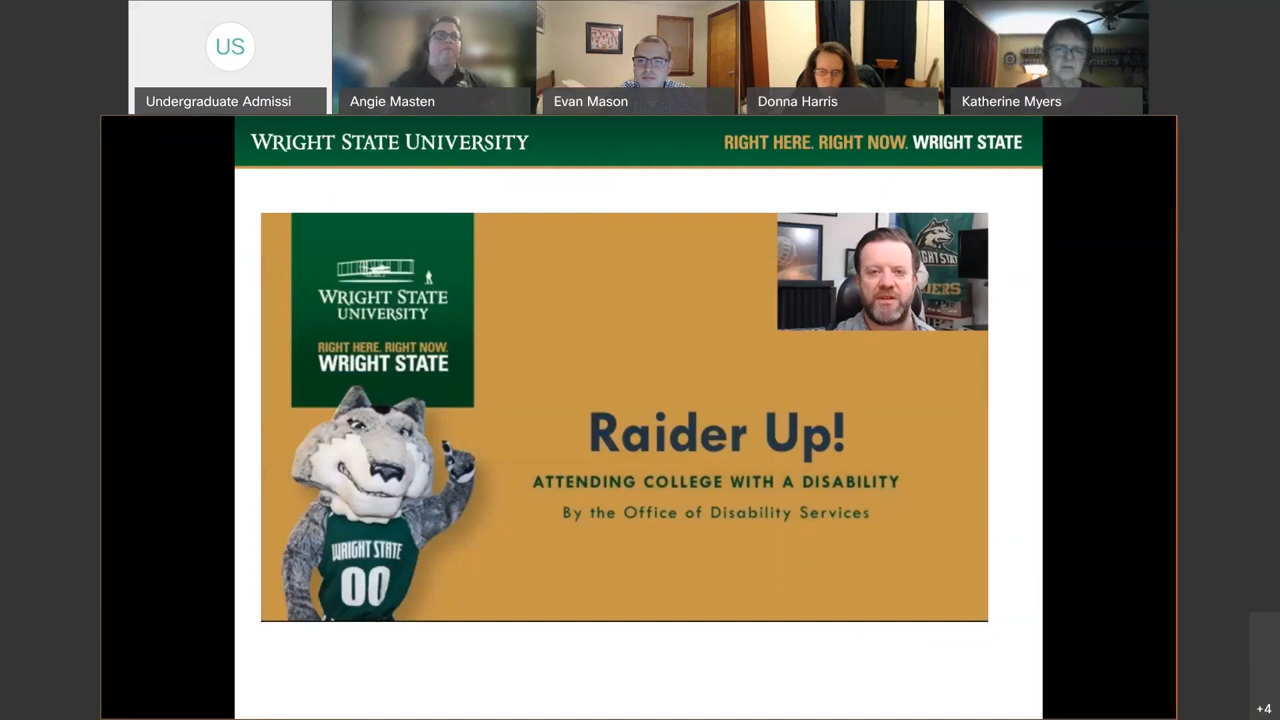 US
Undergraduate Admissi
Angie Masten
Evan Mason
Donna Harris
Katherine Myers
WRIGHT STATE UNIVERSITY
RIGHT HERE. RIGHT NOW. WRIGHT STATE
WRIGHT STATE
UNIVERSITY
RIGHT HERE. RIGHT NOW.
WRIGHT STATE
Raider Up!
ATTENDING COLLEGE WITH A DISABILITY
By the Office of Disability Services
WRIGHT STATE
00
+4